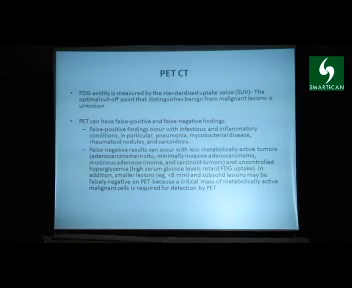 PET CT
SMARTECAN
• FDG-avidity is measured by the standardized uptake value (SUV)- The
optimal cut-off point that distinguishes benign from malignant lesions is
unknown
• PET can have false-positive and false-negative findings:
– False-positive findings occur with infectious and inflammatory
conditions, in particular, pneumonia, mycobacterial disease,
rheumatoid nodules, and sarcoidosis.
– False-negative results can occur with less metabolically active tumors
(adenocarcinoma in situ, minimally invasive adenocarcinoma,
mucinous adenocarcinoma, and carcinoid tumors) and uncontrolled
hyperglycemia (high serum glucose levels retard FDG uptake). In
addition, smaller lesions (eg, <8 mm) and subsolid lesions may be
falsely negative on PET because a critical mass of metabolically active
malignant cells is required for detection by PET